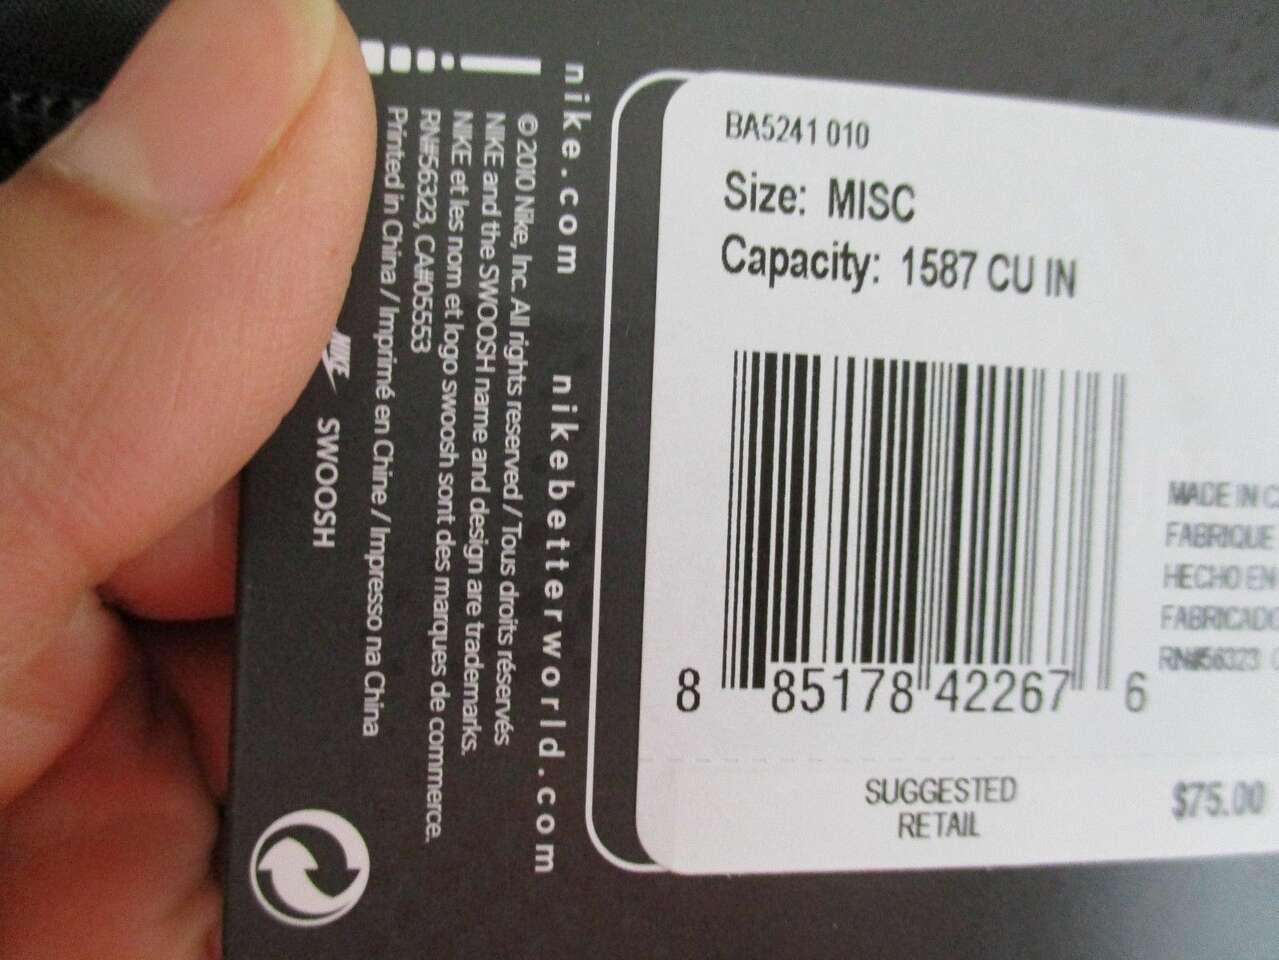 BA5241 010
Size: MISC
Capacity: 1587 CU IN
8 85178 42267 6
MADE IN
FABRIQUE
HECHO EN
RN#56323
SUGGESTED
RETAIL
$75.00
nike.com nikebetterworld.com
© 2010 Nike, Inc. All rights reserved / Tous droits réservés
NIKE and the SWOOSH name and design are trademarks.
NIKE et les nom et logo swoosh sont des marques de commerce.
RN#56323, CA#05553
Printed in China / Imprimé en Chine / Impresso na China
NIKE SWOOSH